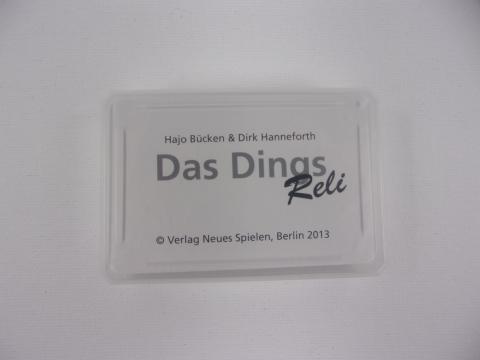 Hajo Bücken & Dirk Hanneforth
Das Dings
Reli
© Verlag Neues Spielen, Berlin 2013